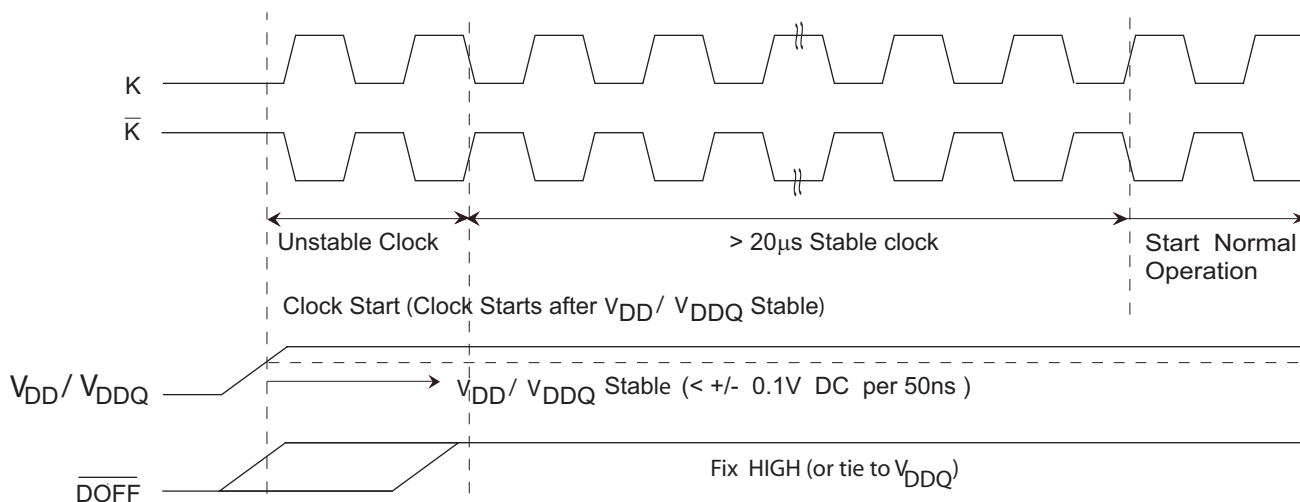 K
K̅
Unstable Clock
> 20μs Stable clock
Start Normal
Operation
Clock Start (Clock Starts after VDD / VDDQ Stable)
VDD / VDDQ
VDD / VDDQ Stable (< +/- 0.1V DC per 50ns )
Fix HIGH (or tie to VDDQ)
D̅O̅F̅F̅